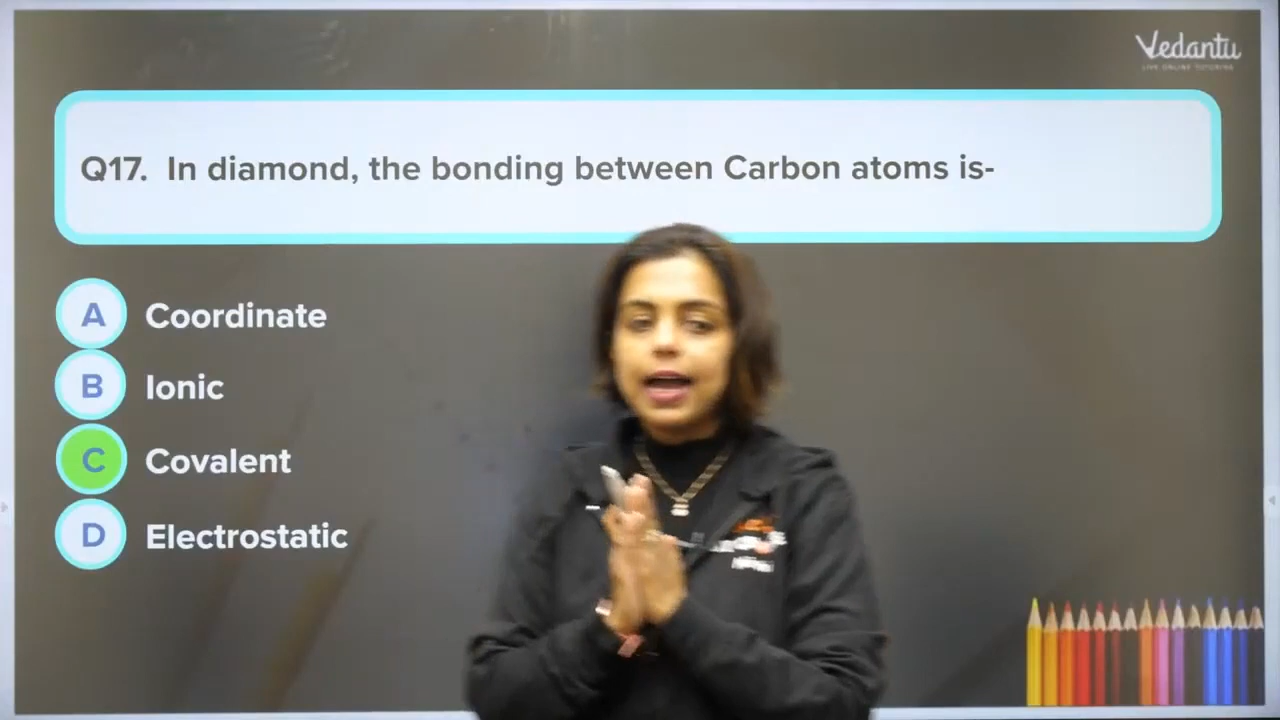 Vedantu
LIVE ONLINE TUTORING
Q17. In diamond, the bonding between Carbon atoms is-
A Coordinate
B Ionic
C Covalent
D Electrostatic